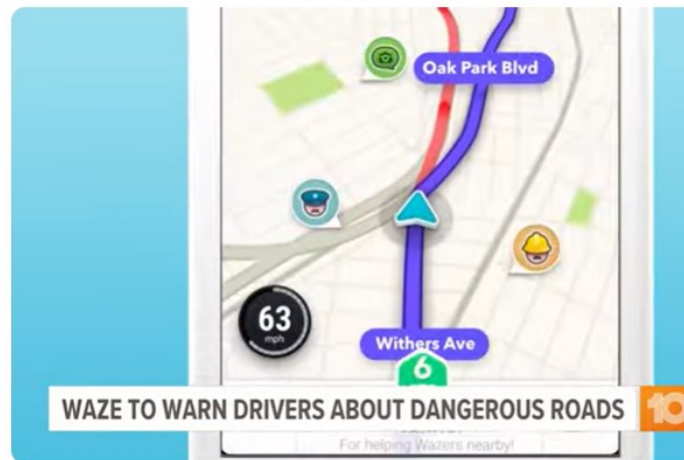 Oak Park Blvd
63
mph
Withers Ave
6
WAZE TO WARN DRIVERS ABOUT DANGEROUS ROADS
10
For helping Wazers nearby!